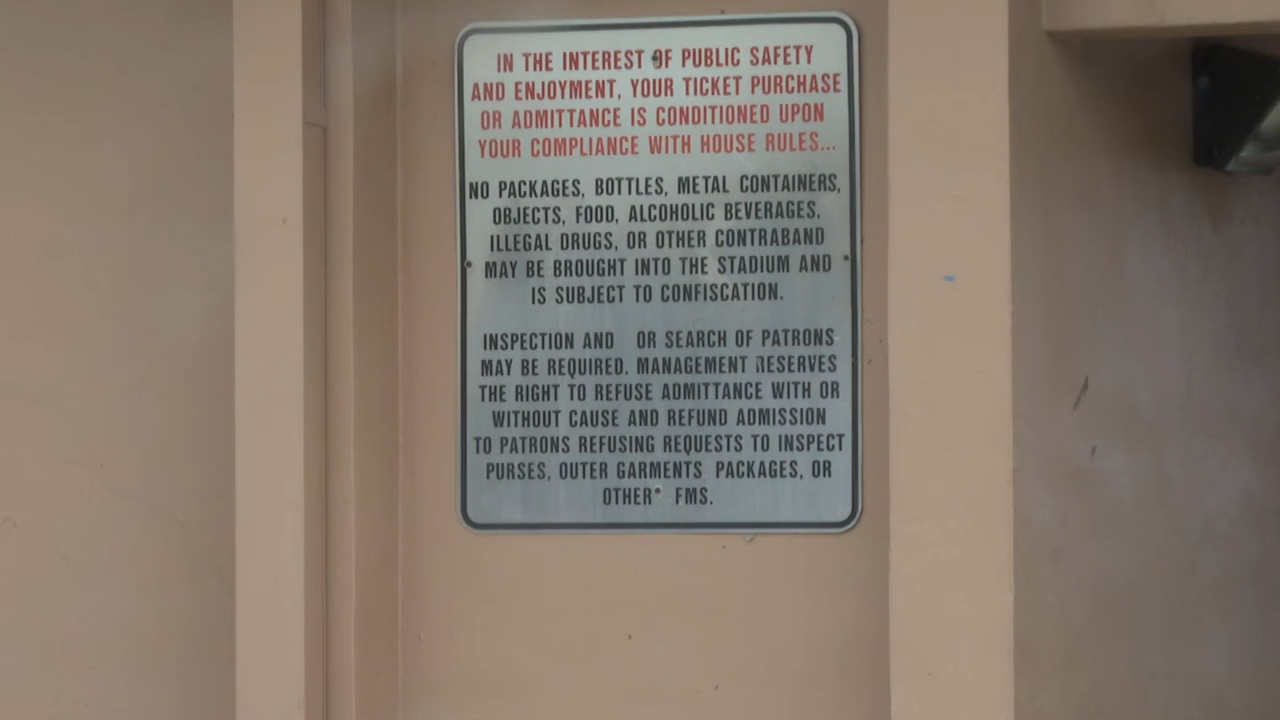 IN THE INTEREST OF PUBLIC SAFETY
AND ENJOYMENT, YOUR TICKET PURCHASE
OR ADMITTANCE IS CONDITIONED UPON
YOUR COMPLIANCE WITH HOUSE RULES...
NO PACKAGES, BOTTLES, METAL CONTAINERS,
OBJECTS, FOOD, ALCOHOLIC BEVERAGES.
ILLEGAL DRUGS, OR OTHER CONTRABAND
MAY BE BROUGHT INTO THE STADIUM AND
IS SUBJECT TO CONFISCATION.
INSPECTION AND OR SEARCH OF PATRONS
MAY BE REQUIRED. MANAGEMENT RESERVES
THE RIGHT TO REFUSE ADMITTANCE WITH OR
WITHOUT CAUSE AND REFUND ADMISSION
TO PATRONS REFUSING REQUESTS TO INSPECT
PURSES, OUTER GARMENTS PACKAGES, OR
OTHER FMS.